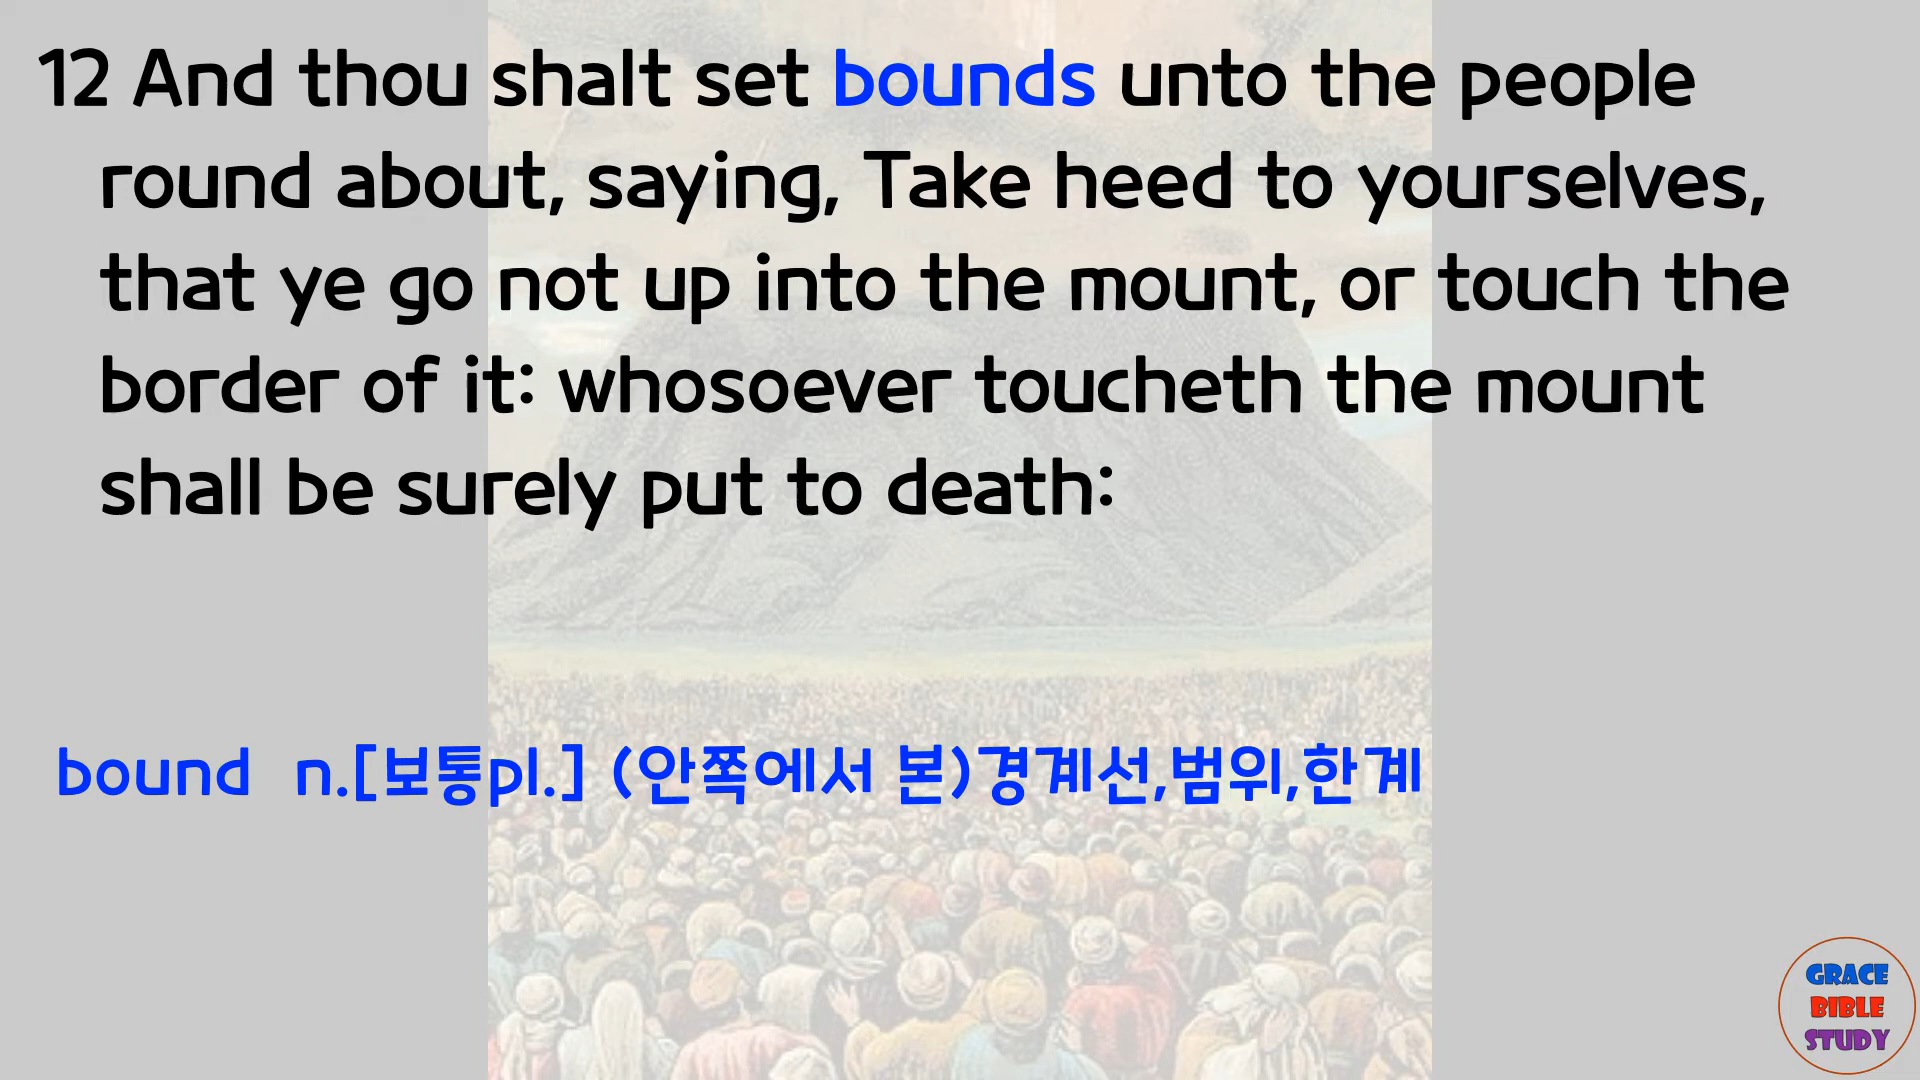 12 And thou shalt set bounds unto the people
round about, saying, Take heed to yourselves,
that ye go not up into the mount, or touch the
border of it: whosoever toucheth the mount
shall be surely put to death:
bound n.[보통pl.] (안쪽에서 본)경계선,범위,한계
GRACE
BIBLE
STUDY